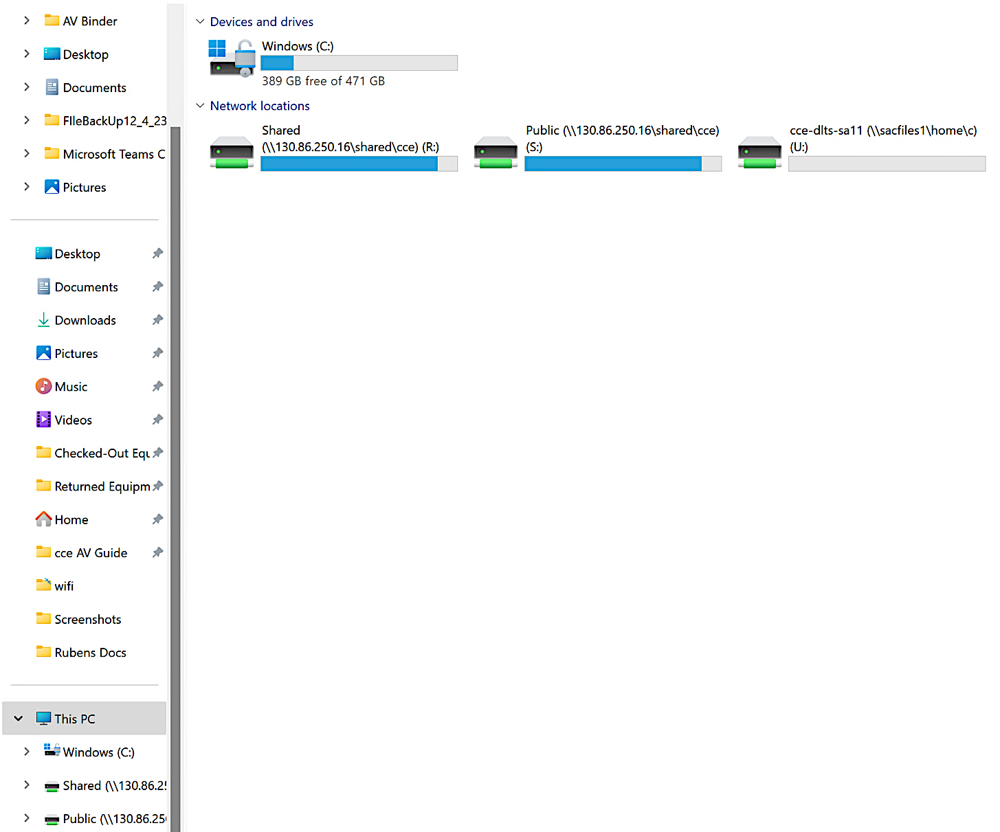 AV Binder
Desktop
Documents
FIleBackUp12_4_23
Microsoft Teams C
Pictures
Desktop
Documents
Downloads
Pictures
Music
Videos
Checked-Out Equ
Returned Equipm
Home
cce AV Guide
wifi
Screenshots
Rubens Docs
This PC
Windows (C:)
Shared (\\130.86.25
Public (\\130.86.250
Devices and drives
Windows (C:)
389 GB free of 471 GB
Network locations
Shared
(\\130.86.250.16\shared\cce) (R:)
Public (\\130.86.250.16\shared\cce)
(S:)
cce-dlts-sa11 (\\sacfiles1\home\c)
(U:)